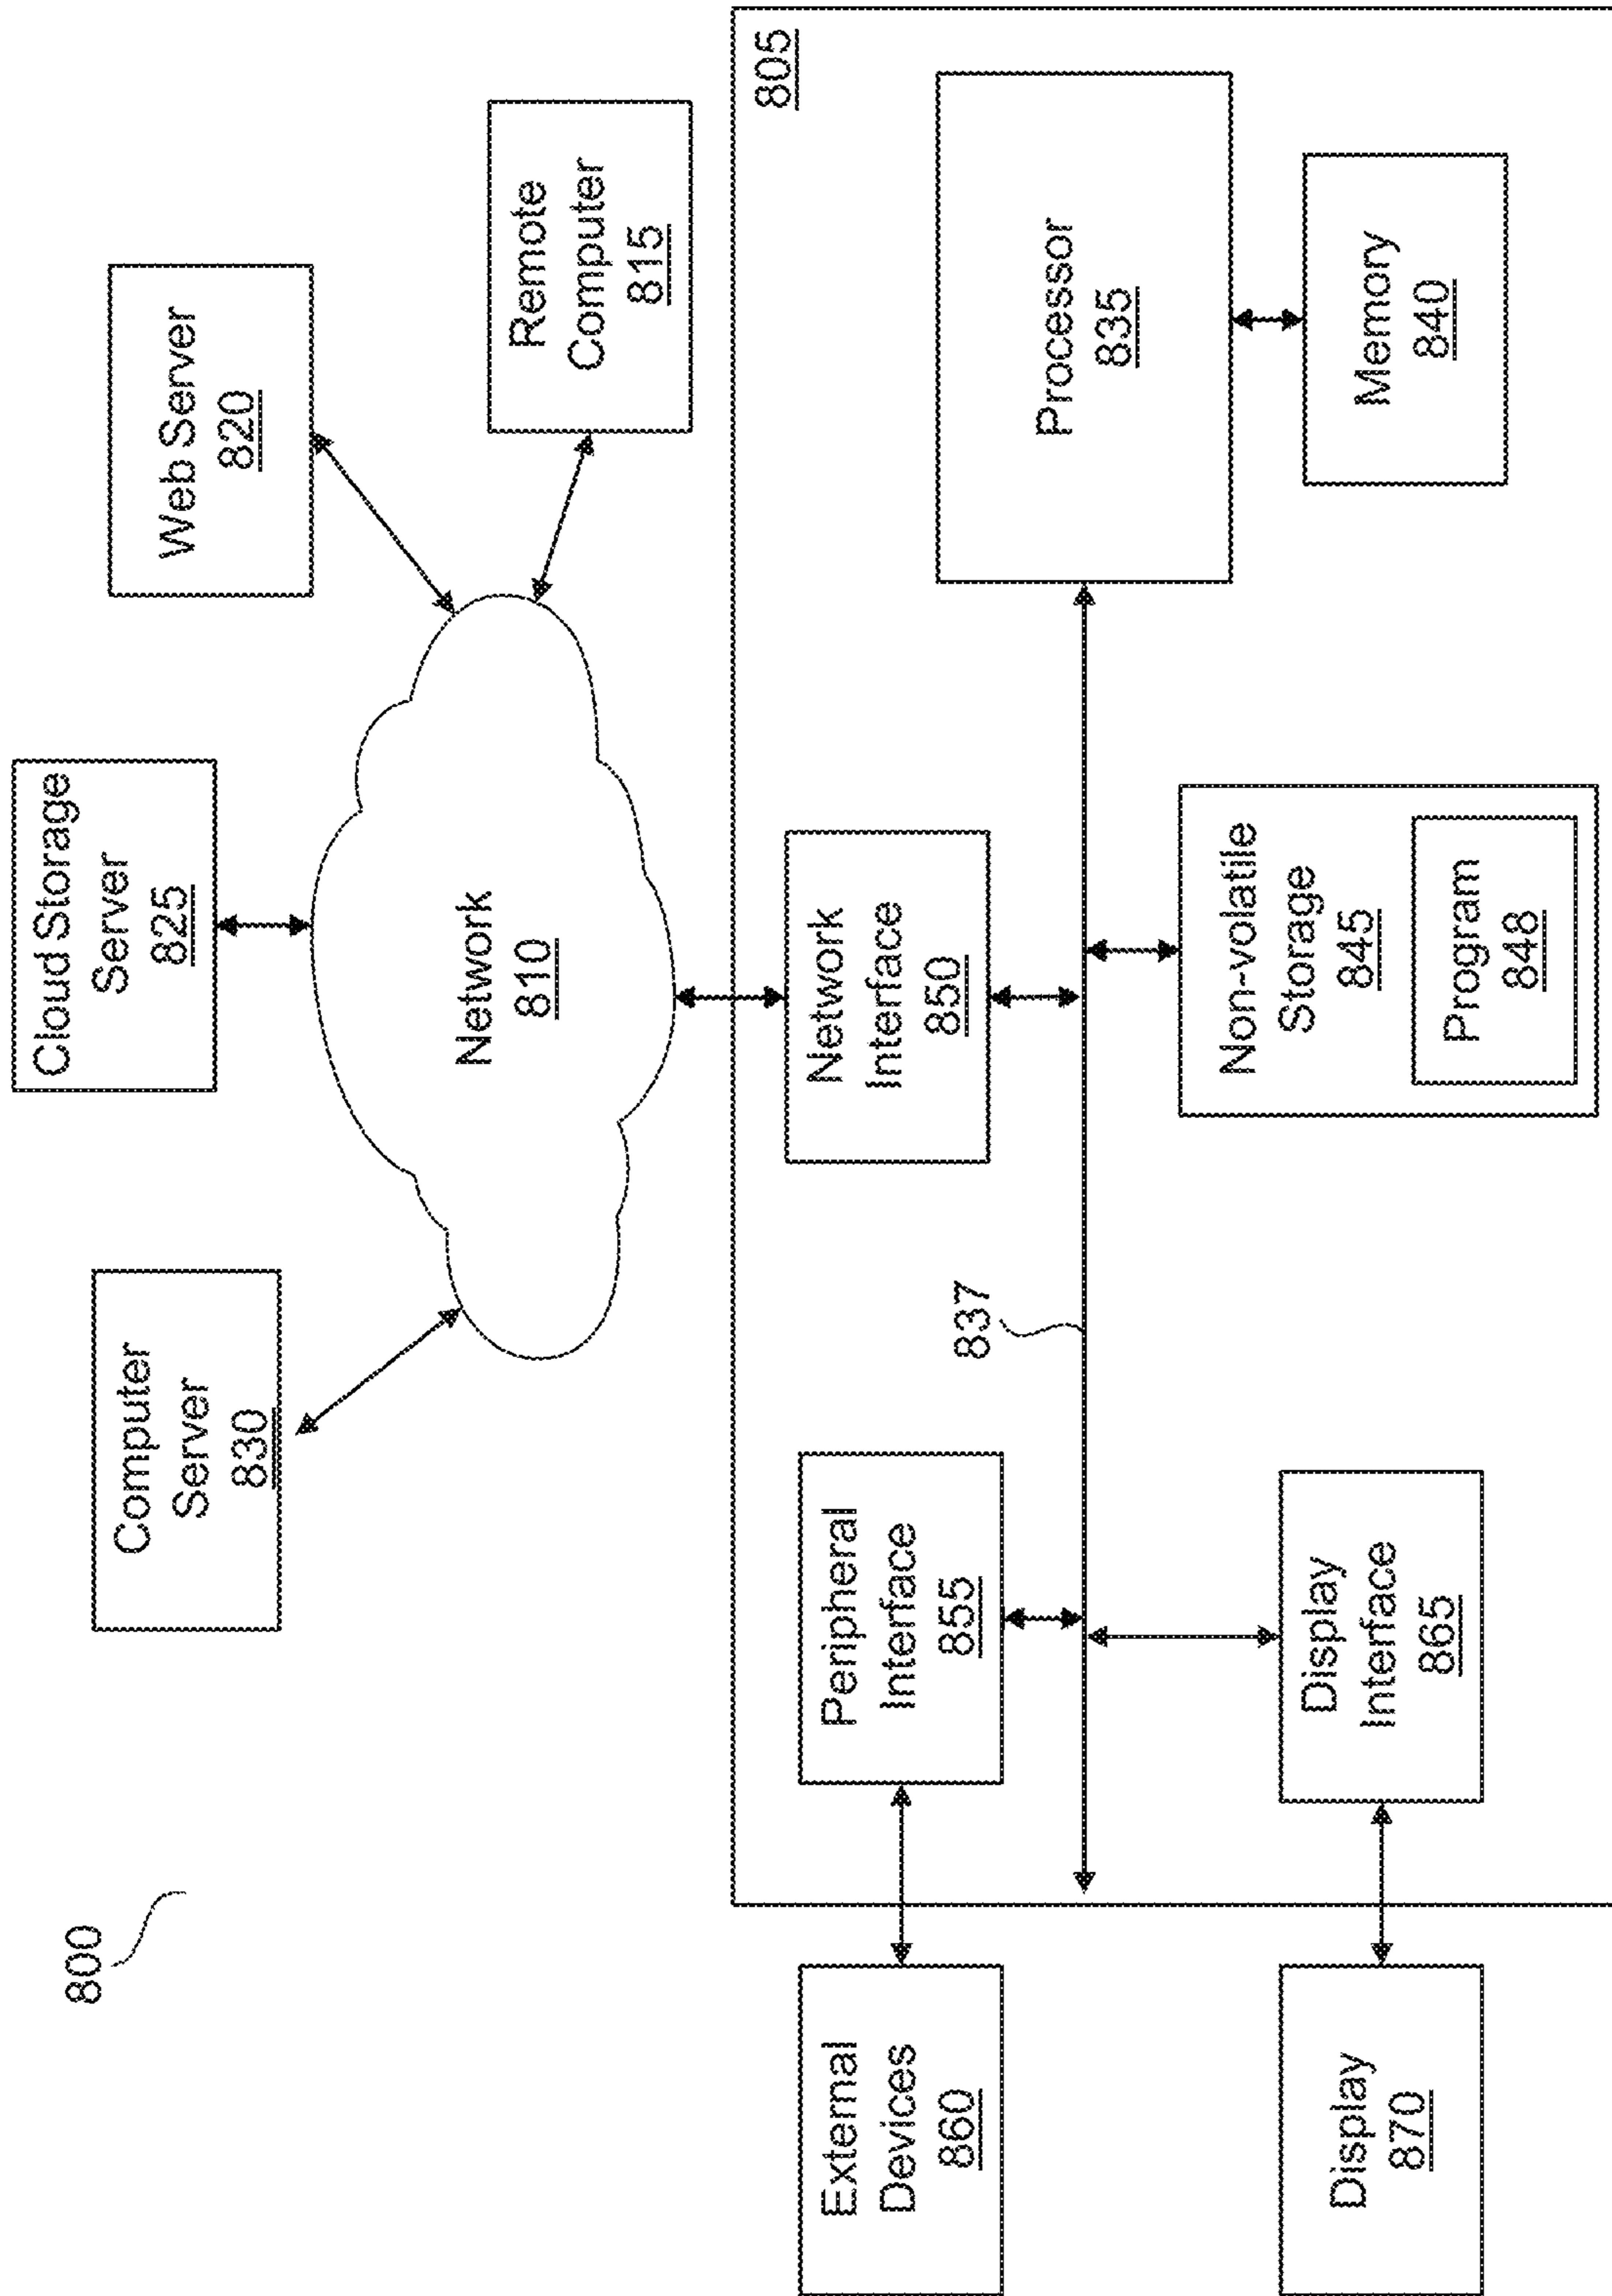 800
Computer
Server
830
Cloud Storage
Server
825
Web Server
820
Remote
Computer
815
Network
810
805
External
Devices
860
Peripheral
Interface
855
Network
Interface
850
837
Processor
835
Display
870
Display
Interface
865
Non-volatile
Storage
845
Program
848
Memory
840